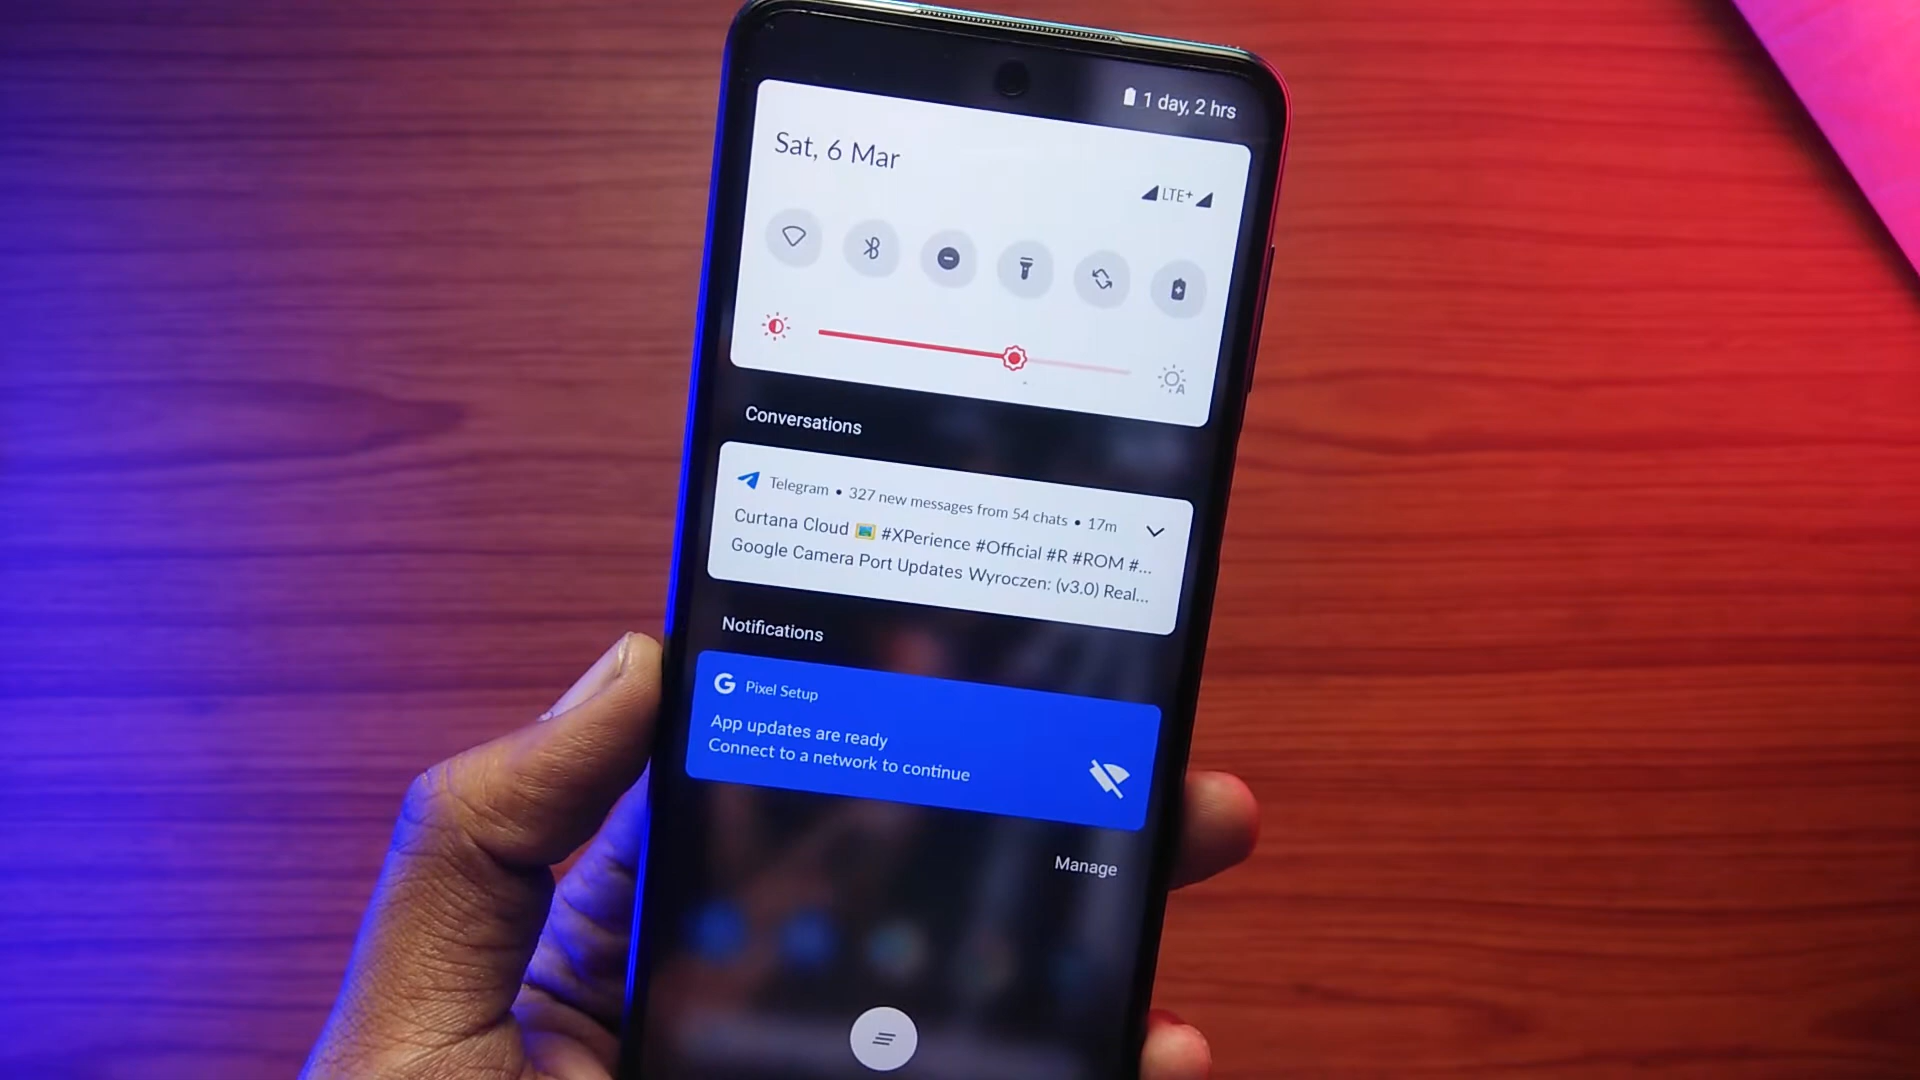 1 day, 2 hrs
Sat, 6 Mar
LTE+
A
Conversations
Telegram • 327 new messages from 54 chats • 17m
Curtana Cloud 🖼️ #XPerience #Official #R #ROM #...
Google Camera Port Updates Wyroczen: (v3.0) Real...
Notifications
G Pixel Setup
App updates are ready
Connect to a network to continue
Manage